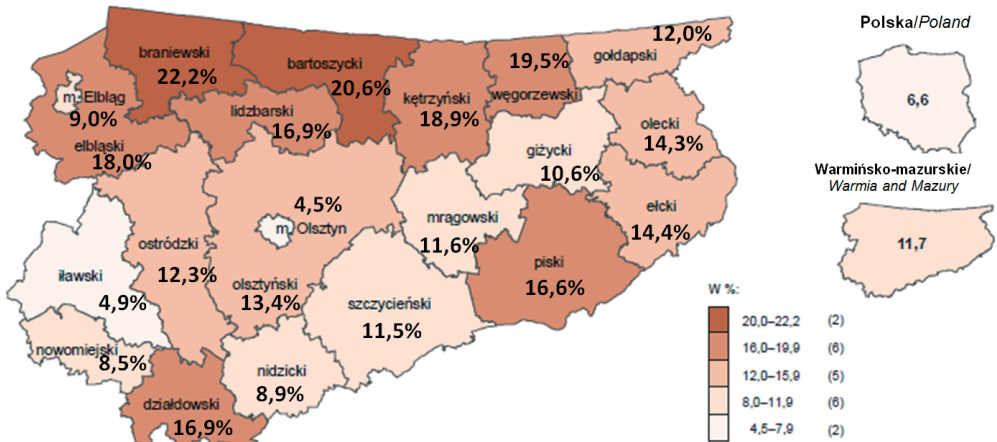 Polska/Poland
6,6
Warmińsko-mazurskie/
Warmia and Mazury
11,7
braniewski
22,2%
bartoszycki
20,6%
19,5%
węgorzewski
gołdapski
12,0%
m. Elbląg
9,0%
lidzbarski
16,9%
kętrzyński
18,9%
olecki
14,3%
elbląski
18,0%
giżycki
10,6%
4,5%
m. Olsztyn
mrągowski
11,6%
ełcki
14,4%
ostródzki
12,3%
iławski
4,9%
olsztyński
13,4%
piski
16,6%
szczycieński
11,5%
nowomiejski
8,5%
nidzicki
8,9%
działdowski
16,9%
W %:
20,0–22,2 (2)
16,0–19,9 (6)
12,0–15,9 (5)
8,0–11,9 (6)
4,5–7,9 (2)